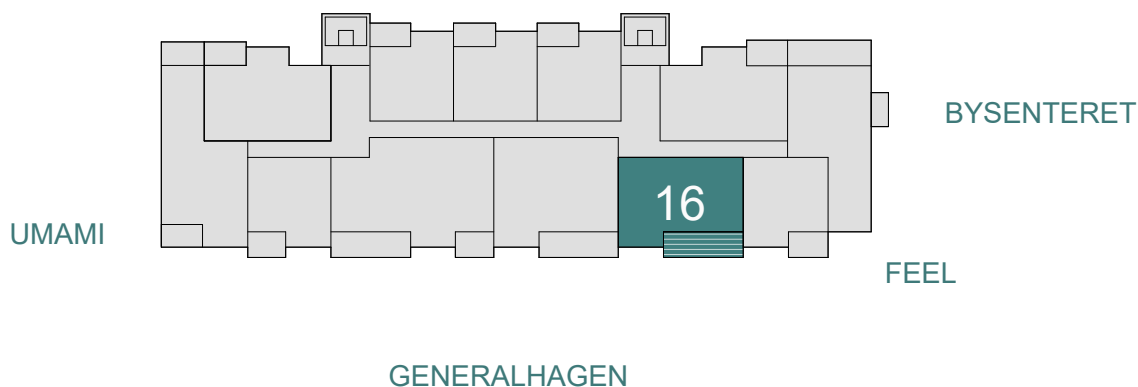 BYSENTERET
16
UMAMI
FEEL
GENERALHAGEN